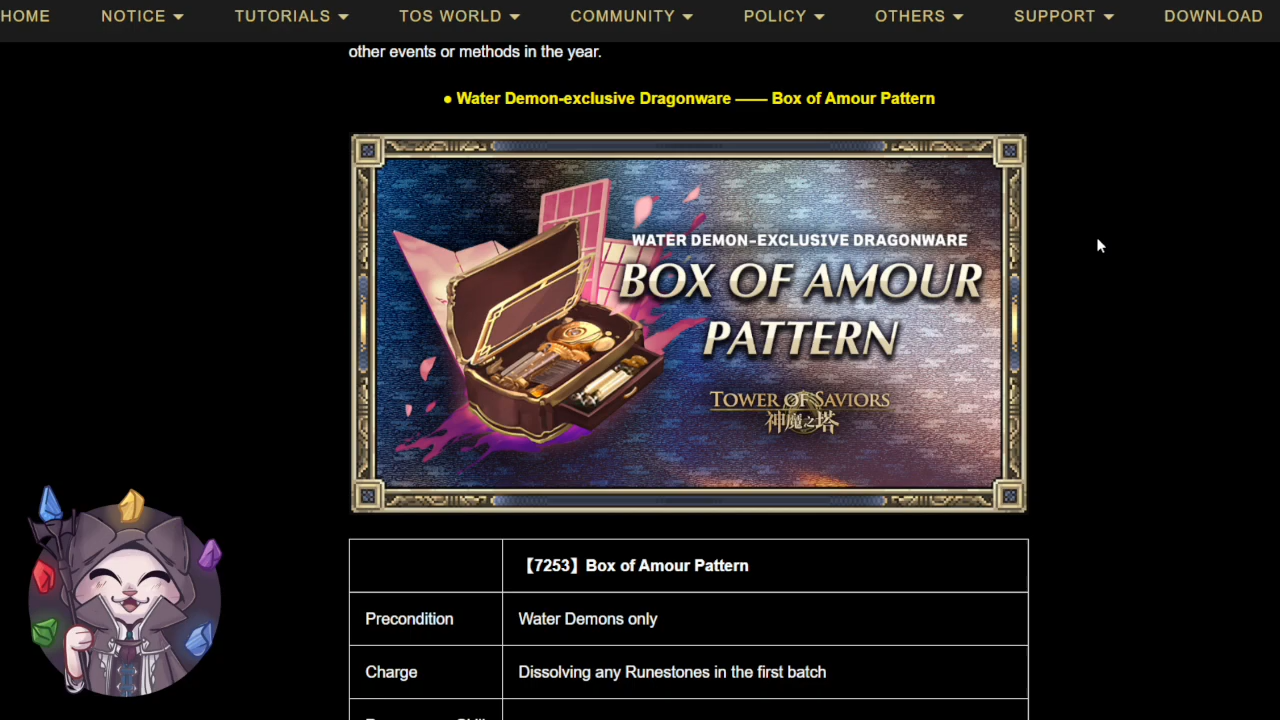 HOME NOTICE TUTORIALS TOS WORLD COMMUNITY POLICY OTHERS SUPPORT DOWNLOAD
other events or methods in the year.
● Water Demon-exclusive Dragonware —— Box of Amour Pattern
WATER DEMON-EXCLUSIVE DRAGONWARE
BOX OF AMOUR
PATTERN
TOWER OF SAVIORS
神魔之塔
【7253】Box of Amour Pattern
Precondition Water Demons only
Charge Dissolving any Runestones in the first batch